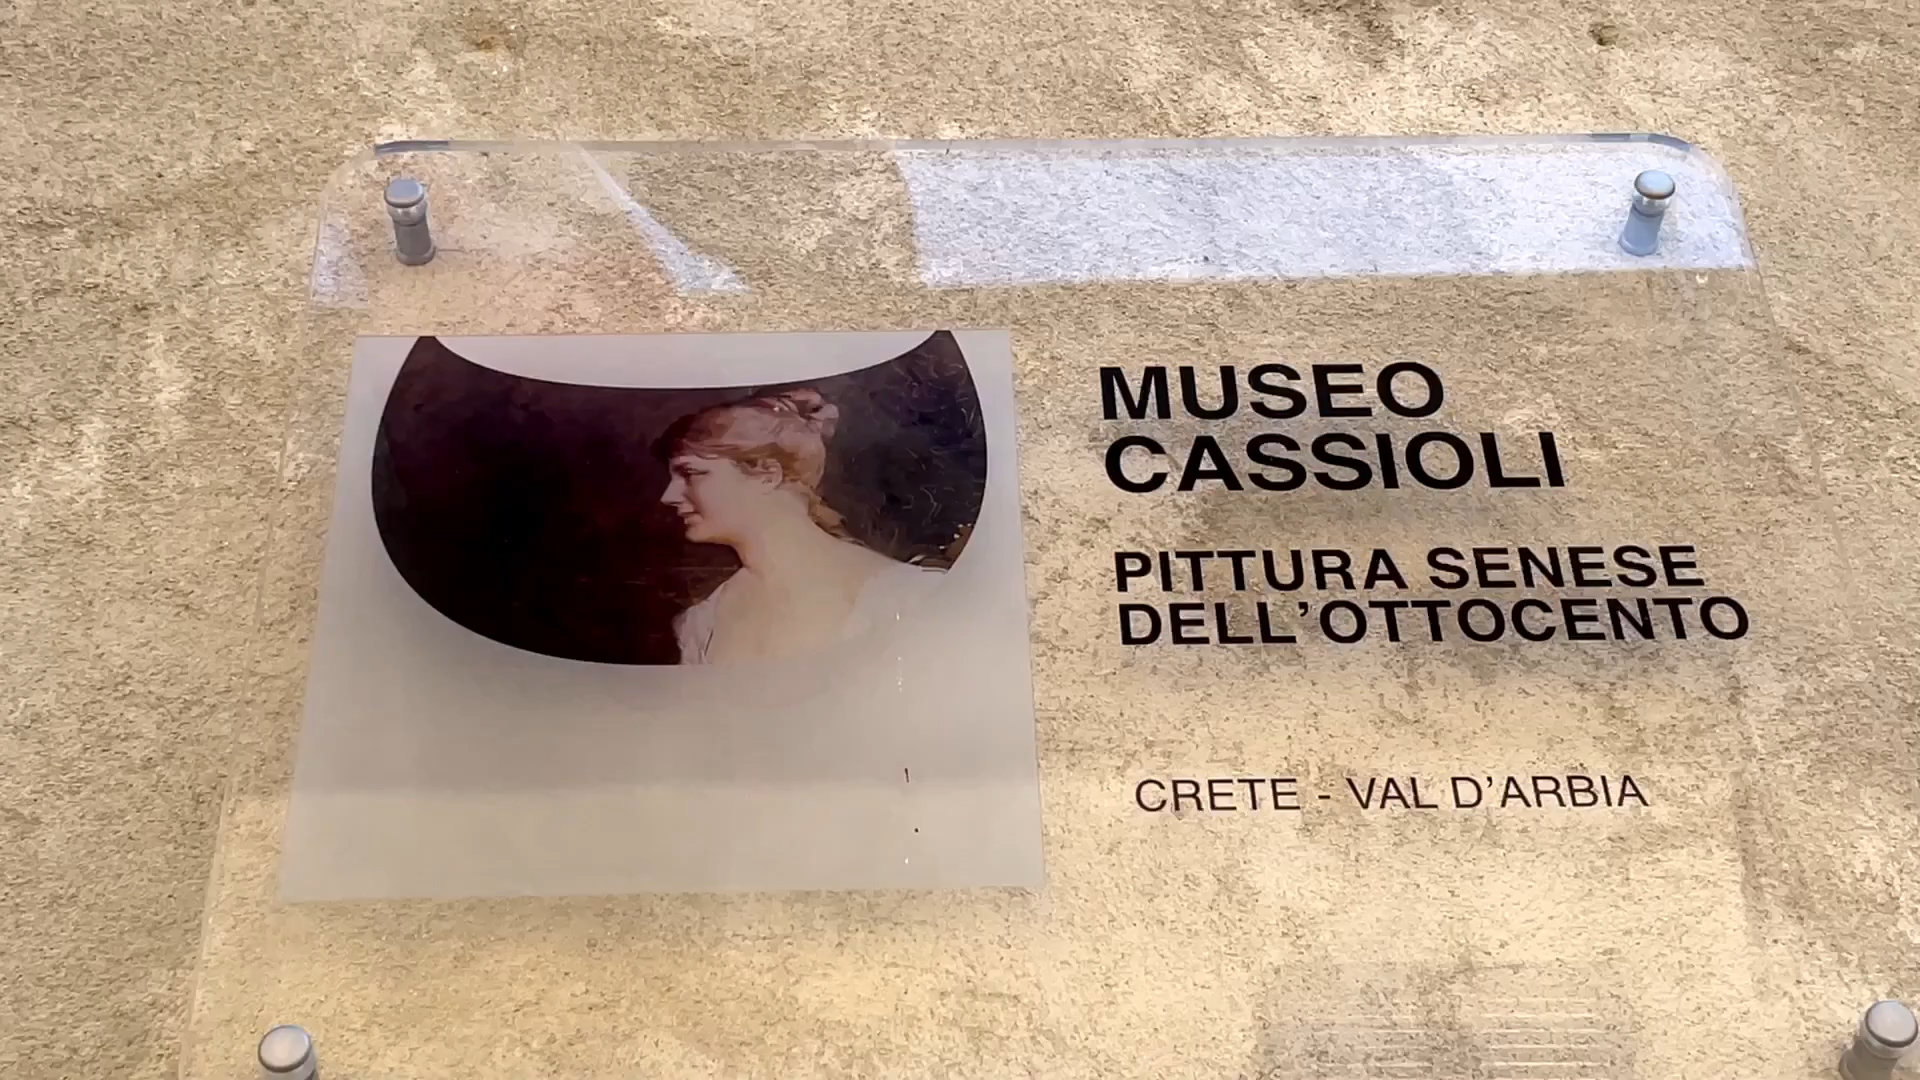 MUSEO
CASSIOLI
PITTURA SENESE
DELL'OTTOCENTO
CRETE - VAL D'ARBIA